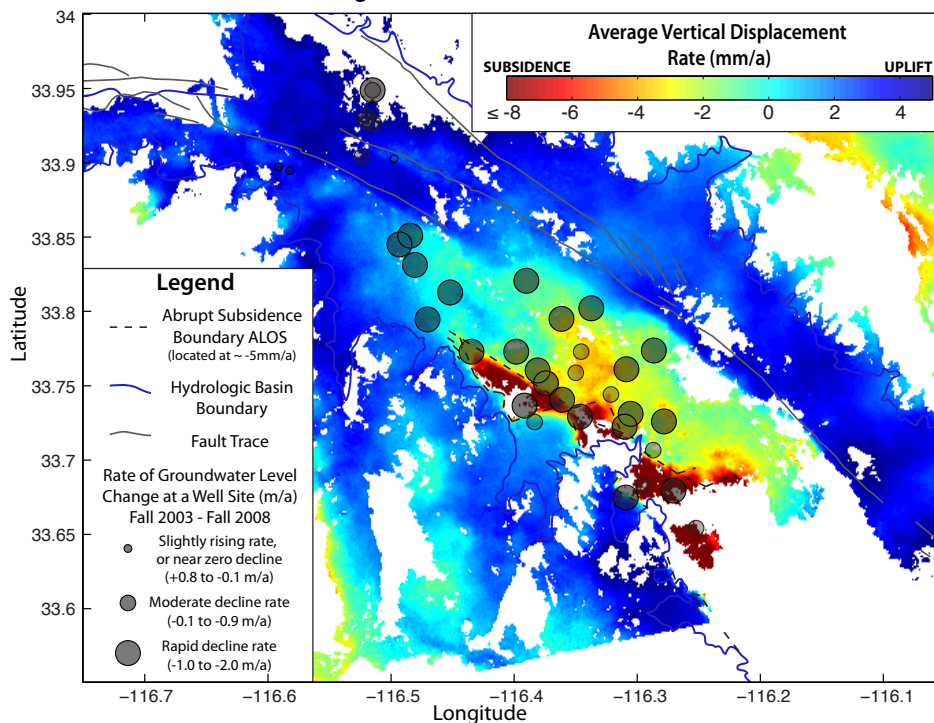 34
33.95
33.9
33.85
33.8
33.75
33.7
33.65
33.6
Latitude
Average Vertical Displacement
Rate (mm/a)
SUBSIDENCE
UPLIFT
≤ -8
-6
-4
-2
0
2
4
Legend
Abrupt Subsidence
Boundary ALOS
(located at ~ -5mm/a)
Hydrologic Basin
Boundary
Fault Trace
Rate of Groundwater Level
Change at a Well Site (m/a)
Fall 2003 - Fall 2008
Slightly rising rate,
or near zero decline
(+0.8 to -0.1 m/a)
Moderate decline rate
(-0.1 to -0.9 m/a)
Rapid decline rate
(-1.0 to -2.0 m/a)
−116.7
−116.6
−116.5
−116.4
−116.3
−116.2
−116.1
Longitude